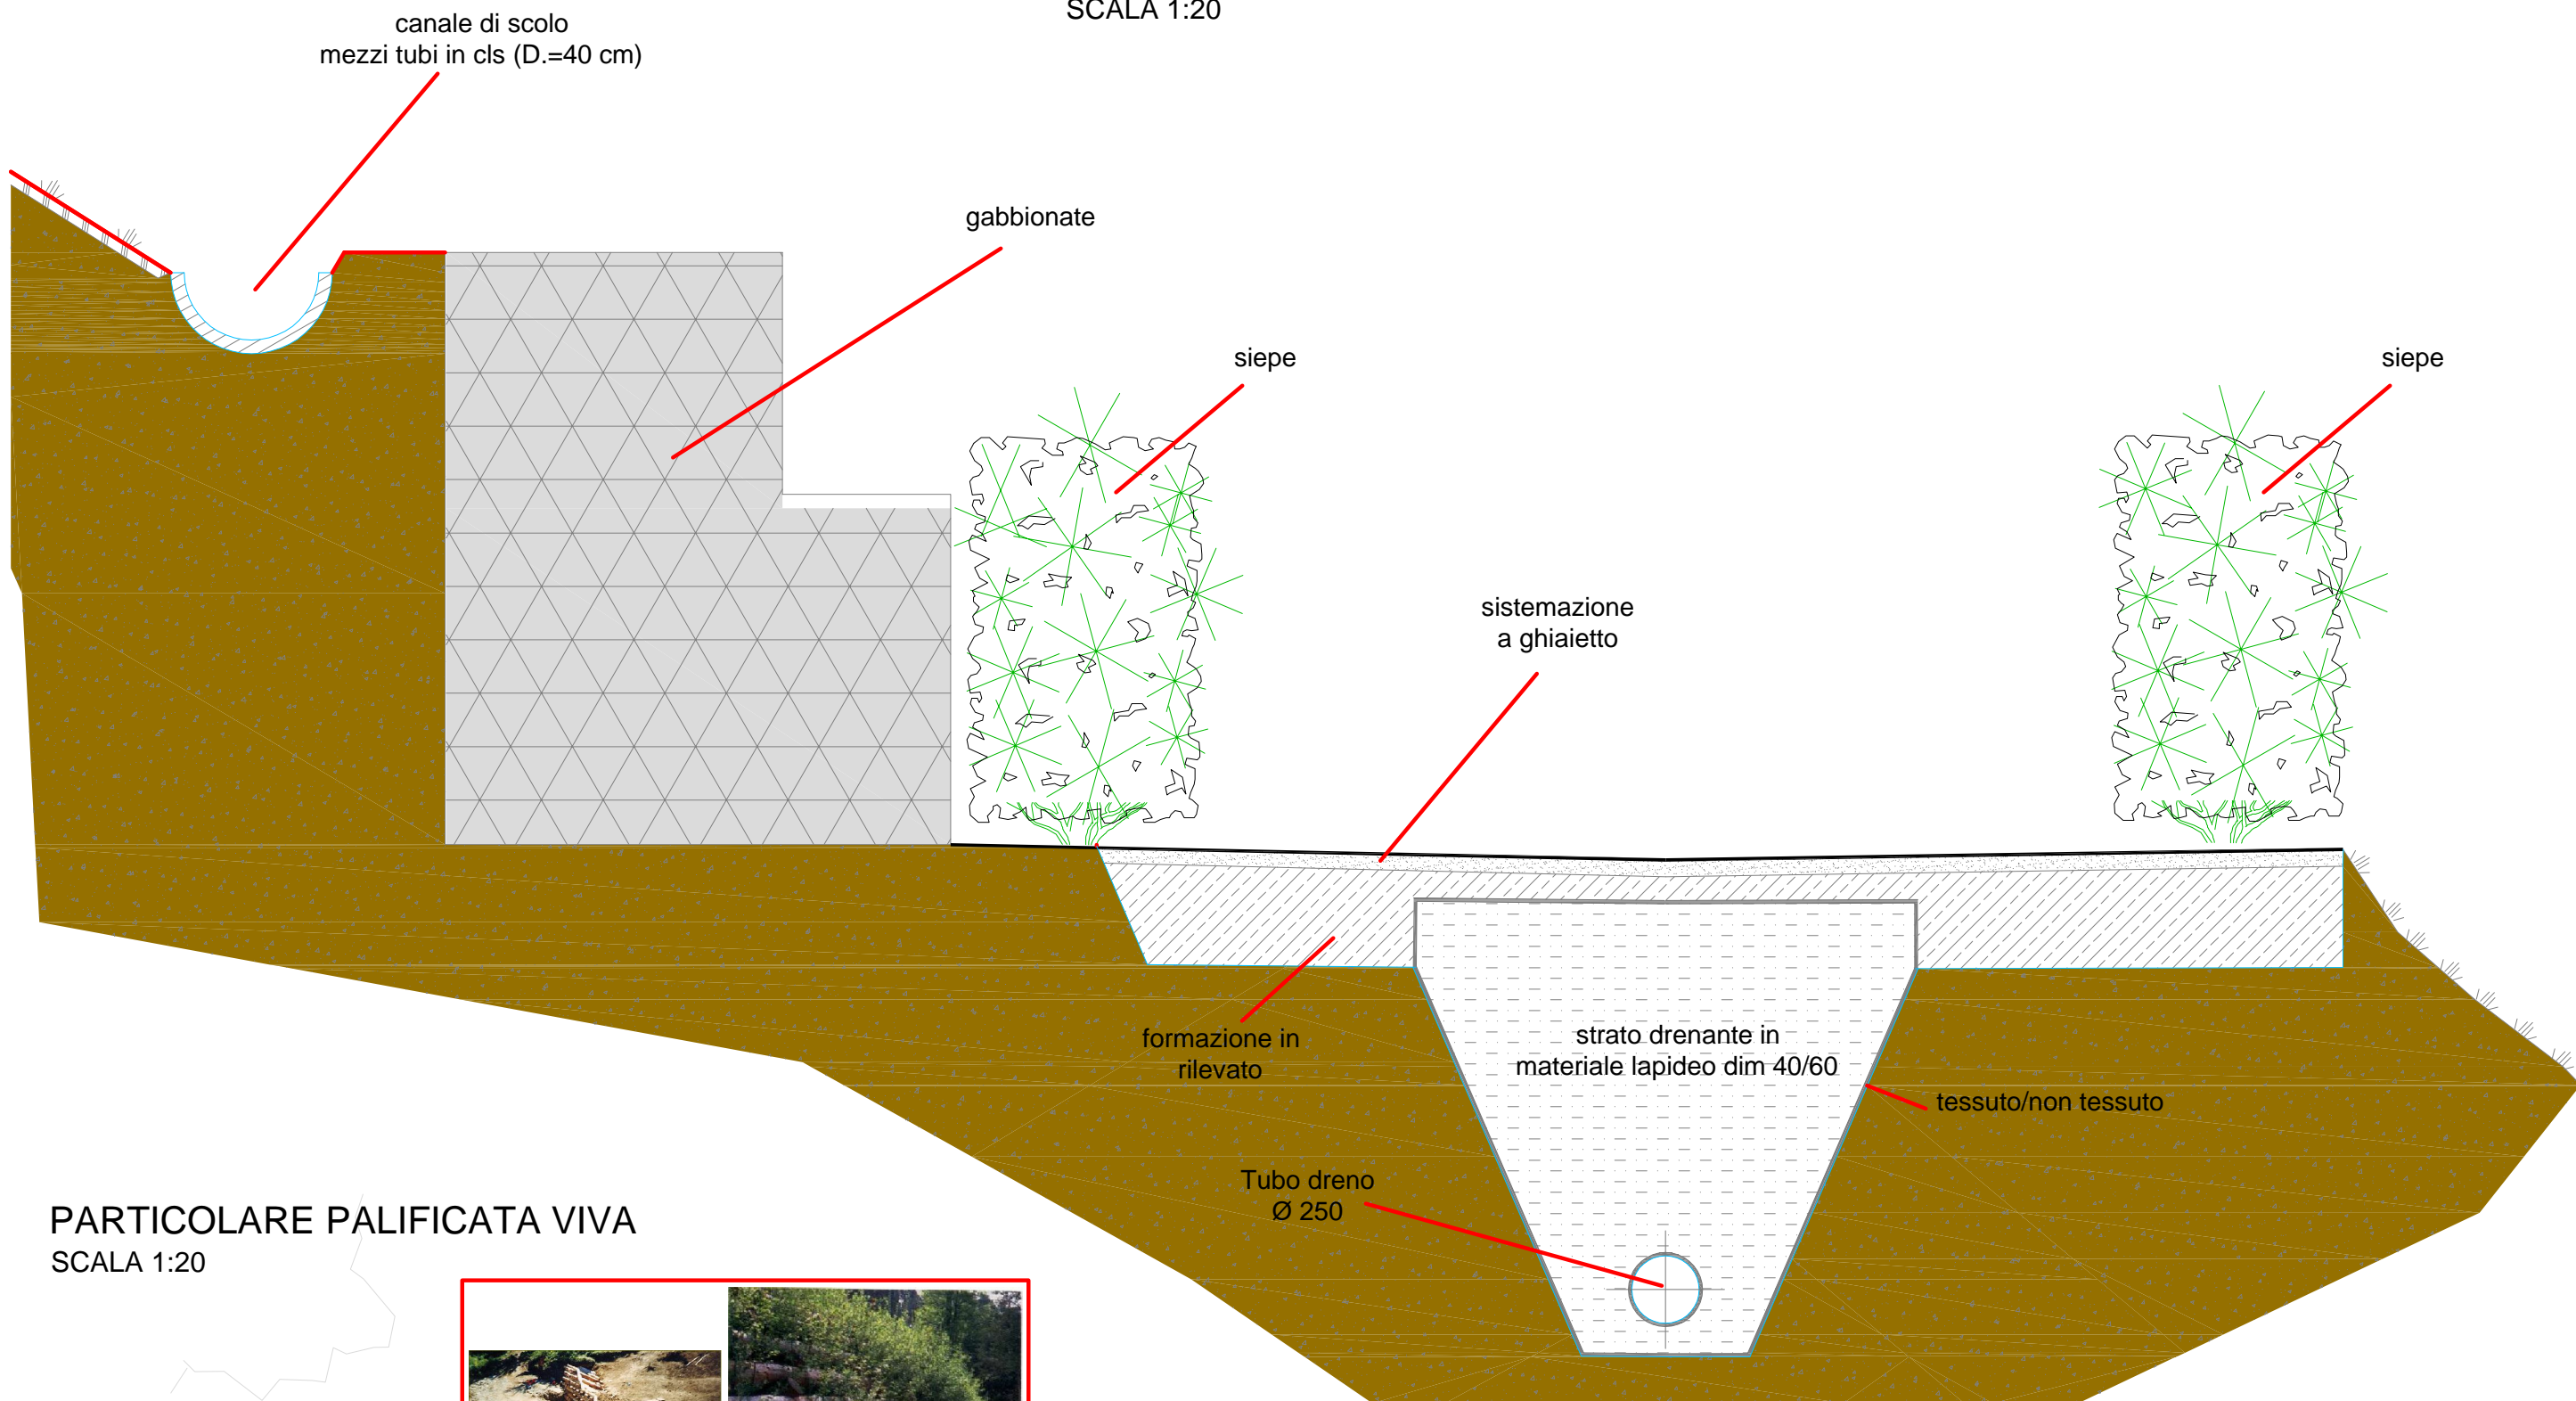 SCALA 1:20
canale di scolo
mezzi tubi in cls (D.=40 cm)
gabbionate
siepe
siepe
sistemazione
a ghiaietto
formazione in
rilevato
strato drenante in
materiale lapideo dim 40/60
tessuto/non tessuto
Tubo dreno
Ø 250
PARTICOLARE PALIFICATA VIVA
SCALA 1:20